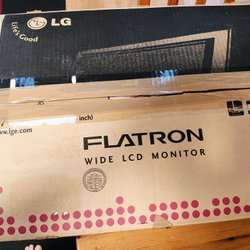 LG
Life's Good
www.lge.com
inch)
FLATRON
WIDE LCD MONITOR